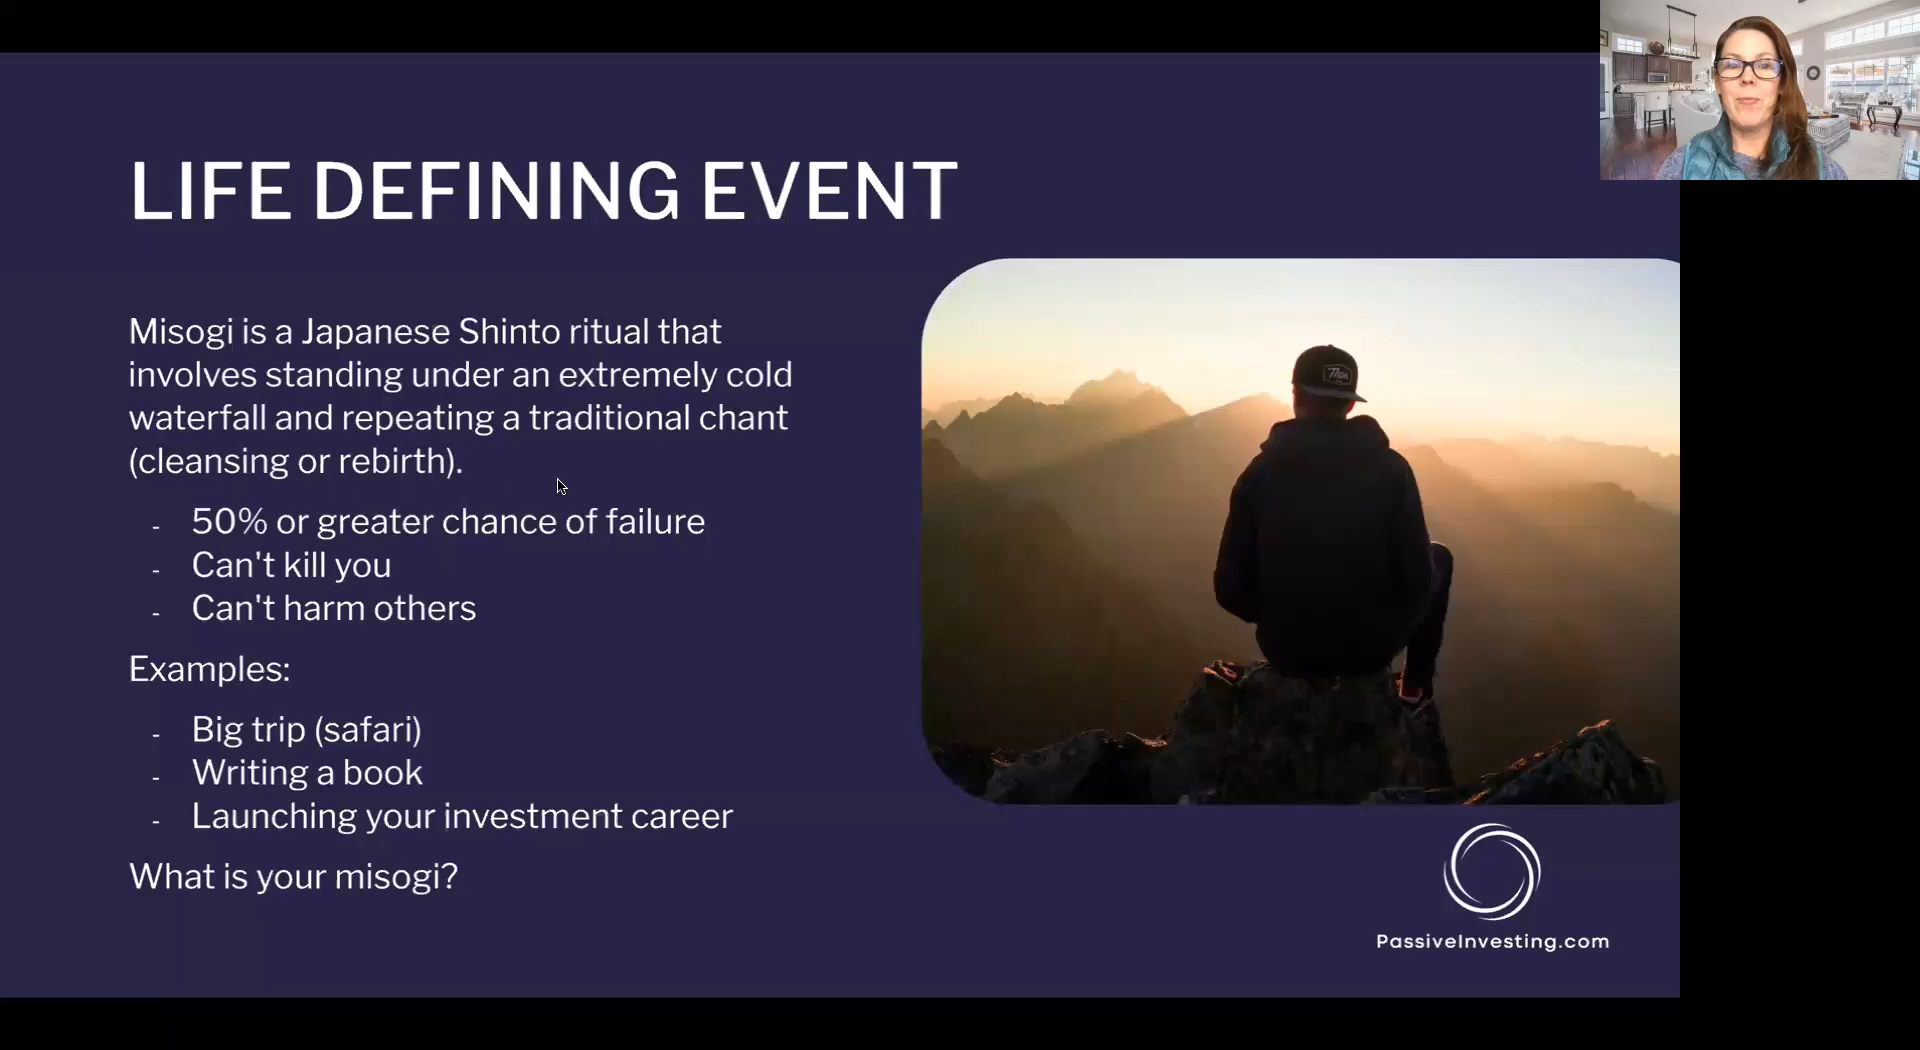 LIFE DEFINING EVENT
Misogi is a Japanese Shinto ritual that
involves standing under an extremely cold
waterfall and repeating a traditional chant
(cleansing or rebirth).
- 50% or greater chance of failure
- Can't kill you
- Can't harm others
Examples:
- Big trip (safari)
- Writing a book
- Launching your investment career
What is your misogi?
PassiveInvesting.com